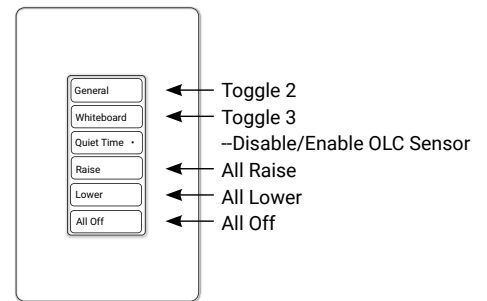 General
Toggle 2
Whiteboard
Toggle 3
Quiet Time
--Disable/Enable OLC Sensor
Raise
All Raise
Lower
All Lower
All Off
All Off